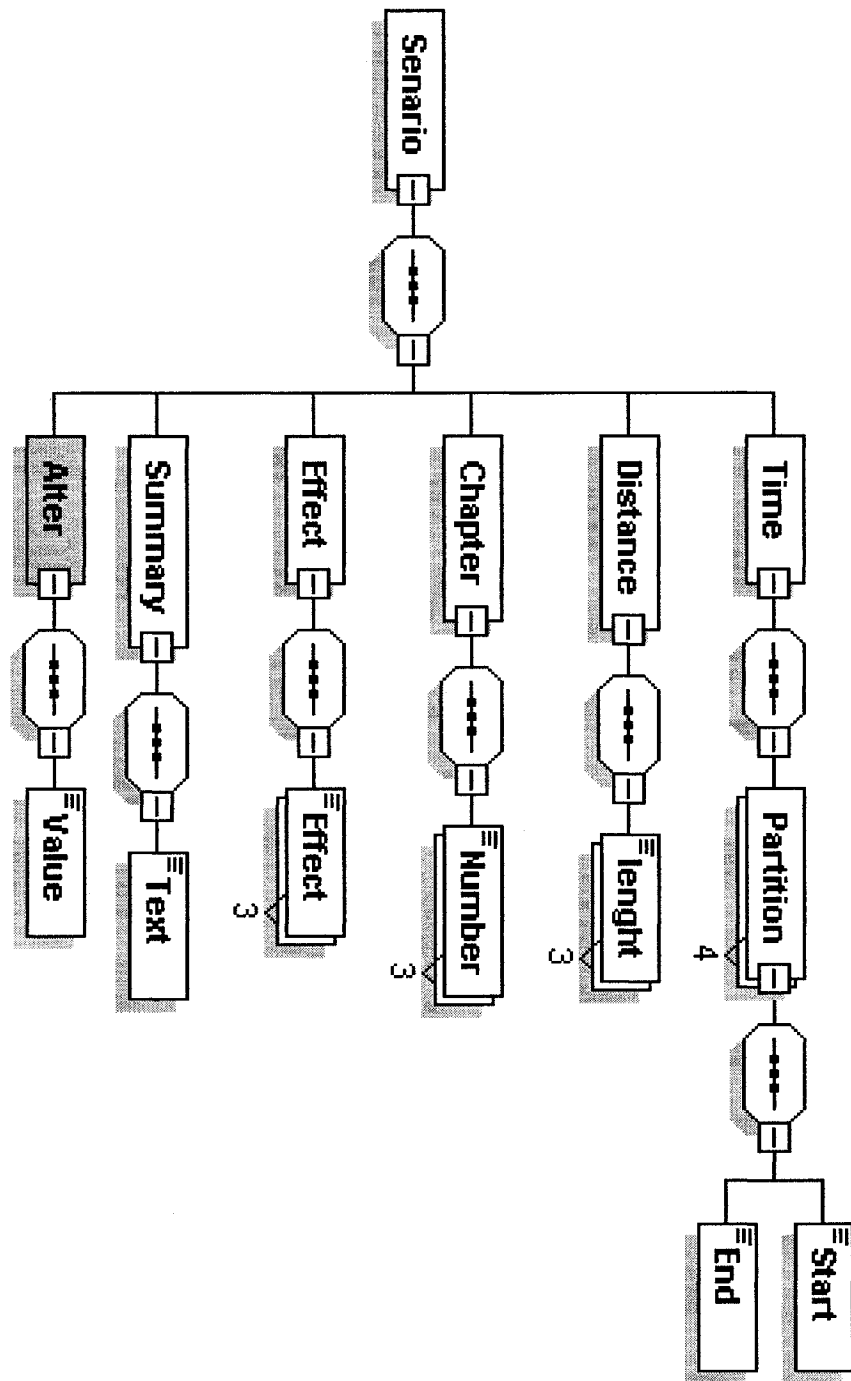 Senario
Time
Partition
4
Start
End
Distance
lenght
3
Chapter
Number
3
Effect
Effect
3
Summary
Text
Alter
Value